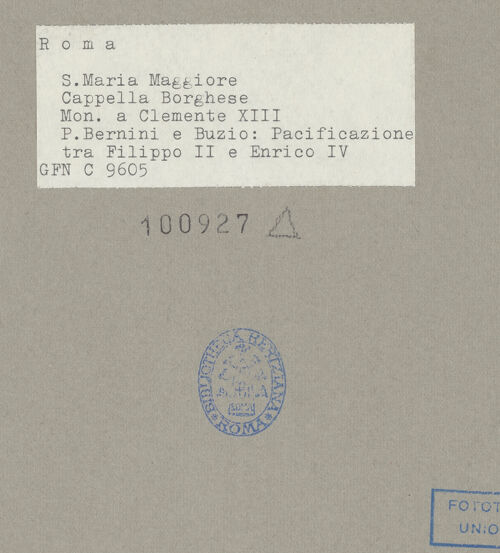 Roma
S.Maria Maggiore
Cappella Borghese
Mon. a Clemente XIII
P.Bernini e Buzio: Pacificazione
tra Filippo II e Enrico IV
GFN C 9605
100927
BIBLIOTHECA HERTZIANA
ROMA
FOTOT
UNIO